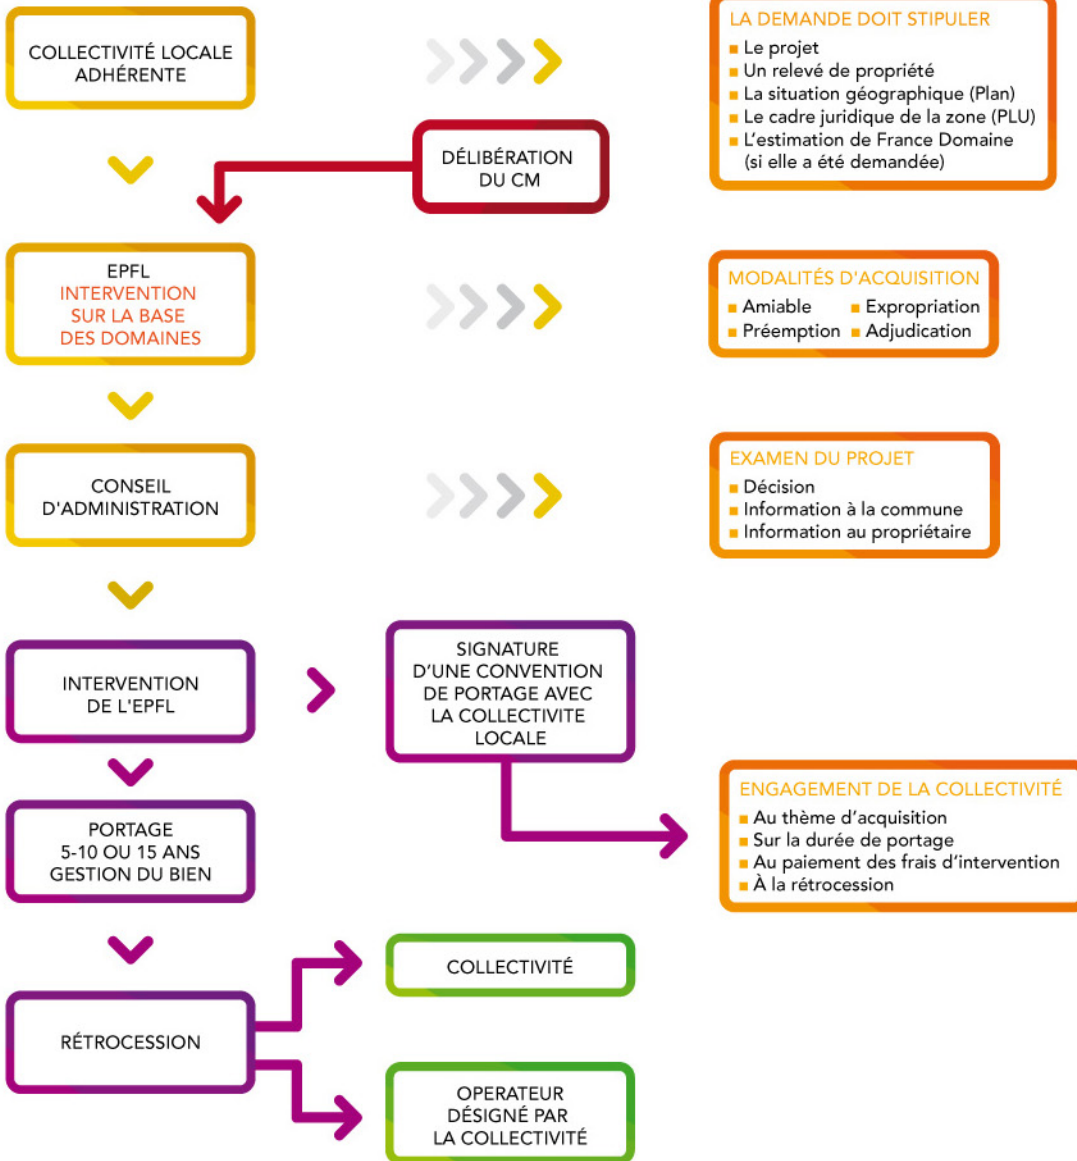 COLLECTIVITÉ LOCALE
ADHÉRENTE
LA DEMANDE DOIT STIPULER
Le projet
Un relevé de propriété
La situation géographique (Plan)
Le cadre juridique de la zone (PLU)
L'estimation de France Domaine
(si elle a été demandée)
DÉLIBÉRATION
DU CM
EPFL
INTERVENTION
SUR LA BASE
DES DOMAINES
MODALITÉS D'ACQUISITION
Amiable
Expropriation
Préemption
Adjudication
CONSEIL
D'ADMINISTRATION
EXAMEN DU PROJET
Décision
Information à la commune
Information au propriétaire
INTERVENTION
DE L'EPFL
SIGNATURE
D'UNE CONVENTION
DE PORTAGE AVEC
LA COLLECTIVITE
LOCALE
ENGAGEMENT DE LA COLLECTIVITÉ
Au thème d'acquisition
Sur la durée de portage
Au paiement des frais d'intervention
À la rétrocession
PORTAGE
5-10 OU 15 ANS
GESTION DU BIEN
RÉTROCESSION
COLLECTIVITÉ
OPERATEUR
DÉSIGNÉ PAR
LA COLLECTIVITÉ